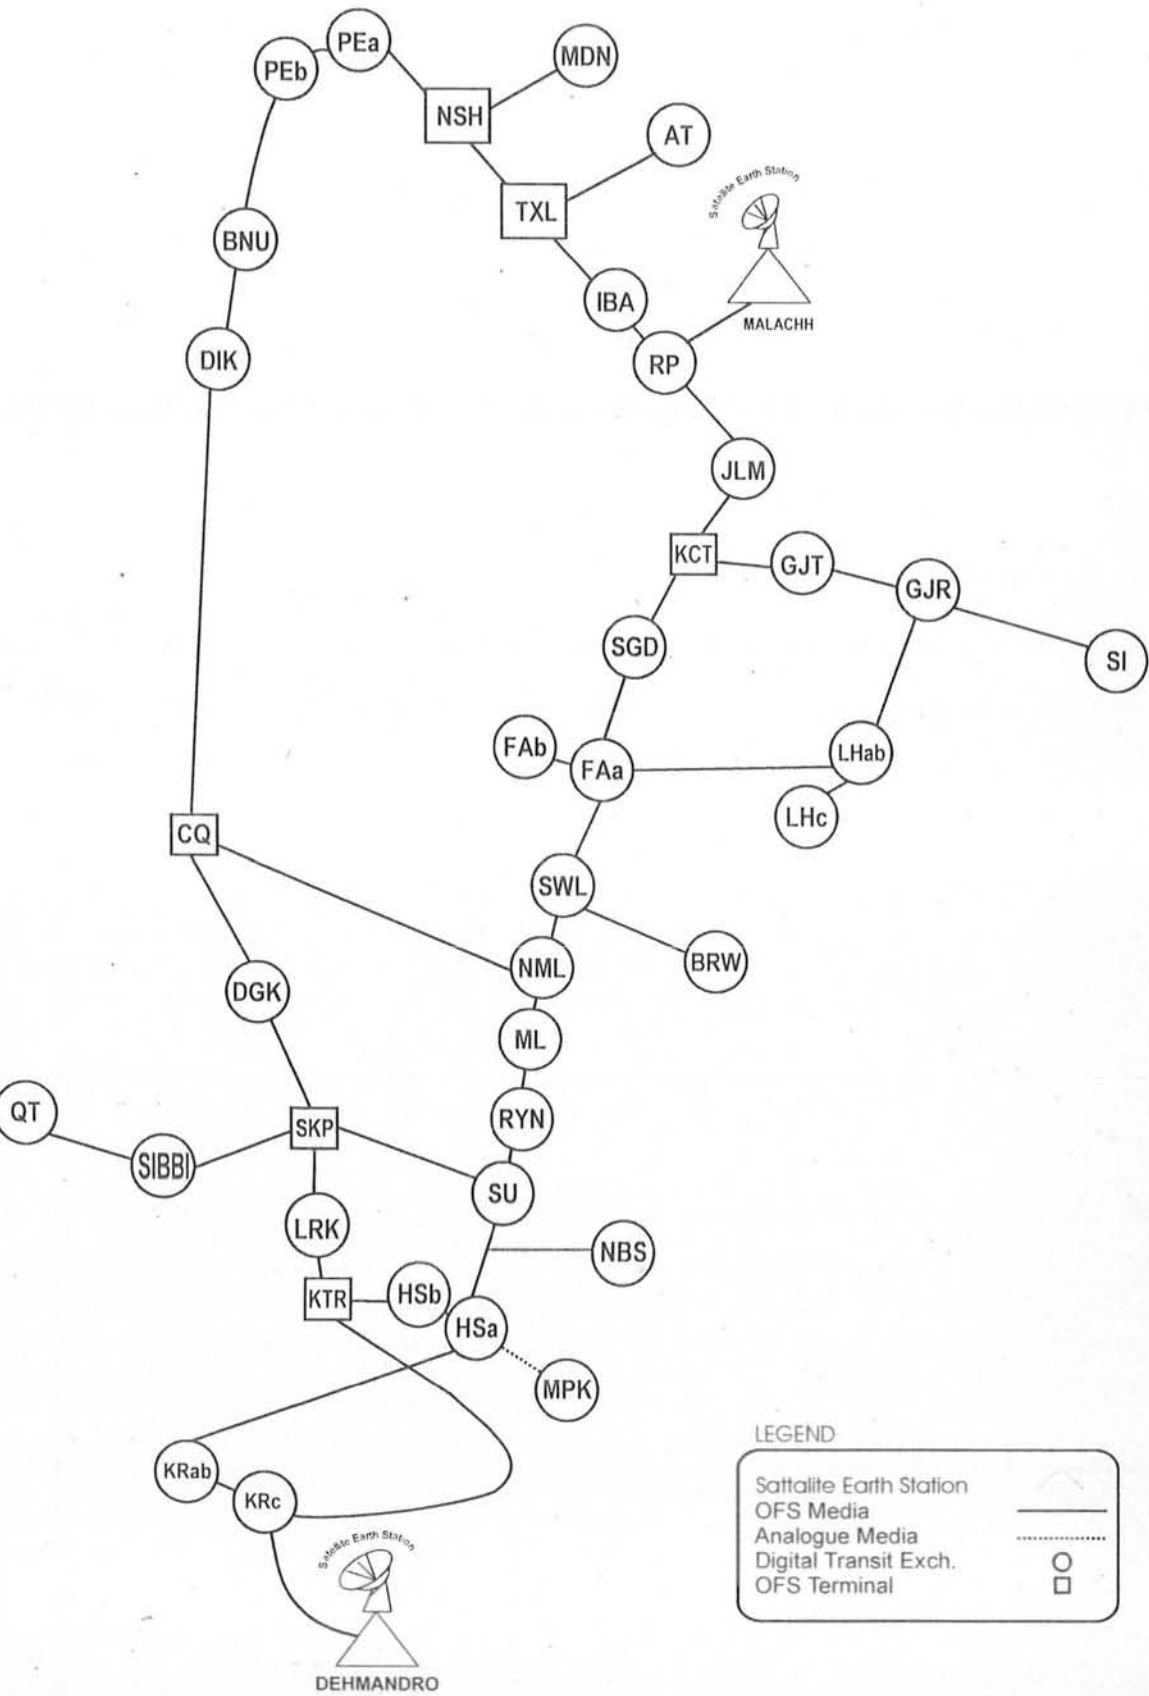 PEa
PEb
MDN
NSH
AT
Satellite Earth Station
TXL
BNU
IBA
MALACHH
DIK
RP
JLM
KCT
GJT
GJR
SGD
SI
FAb
FAa
LHab
LHc
CQ
SWL
BRW
NML
DGK
ML
QT
RYN
SKP
SIBBI
SU
LRK
NBS
HSb
KTR
HSa
MPK
KRab
KRc
Satellite Earth Station
DEHMANDRO
LEGEND
Sattalite Earth Station
OFS Media
Analogue Media
Digital Transit Exch.
OFS Terminal